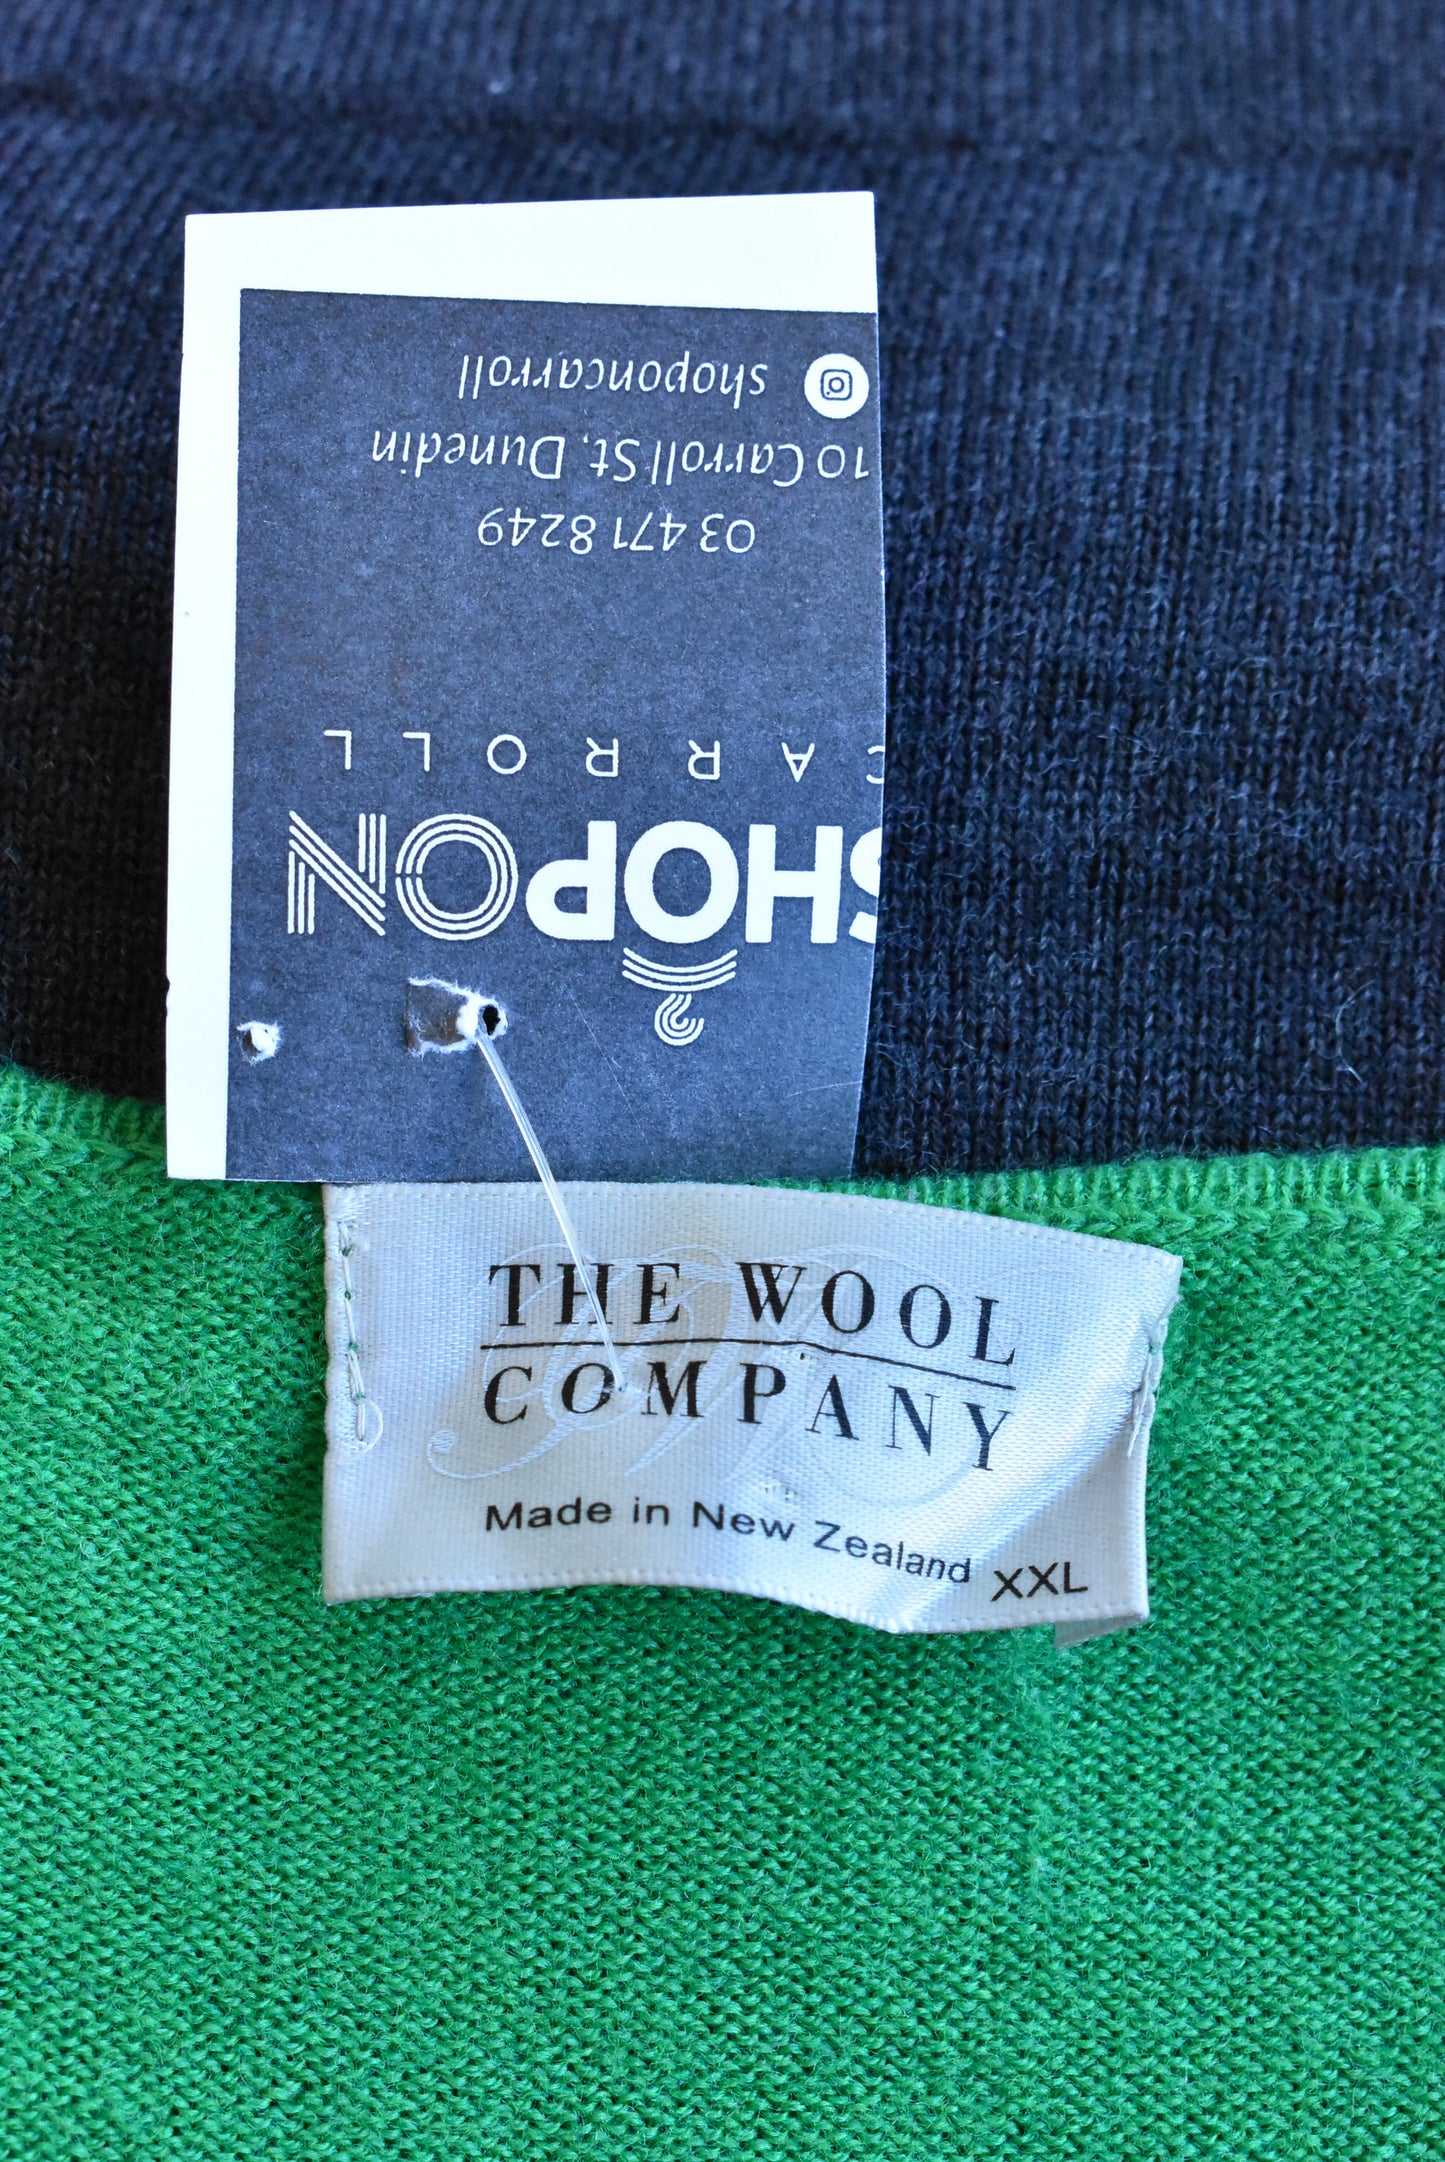 shoponcarroll
10 Carroll St, Dunedin
03 471 8249
CARROLL
SHOPON
THE WOOL
COMPANY
Made in New Zealand XXL